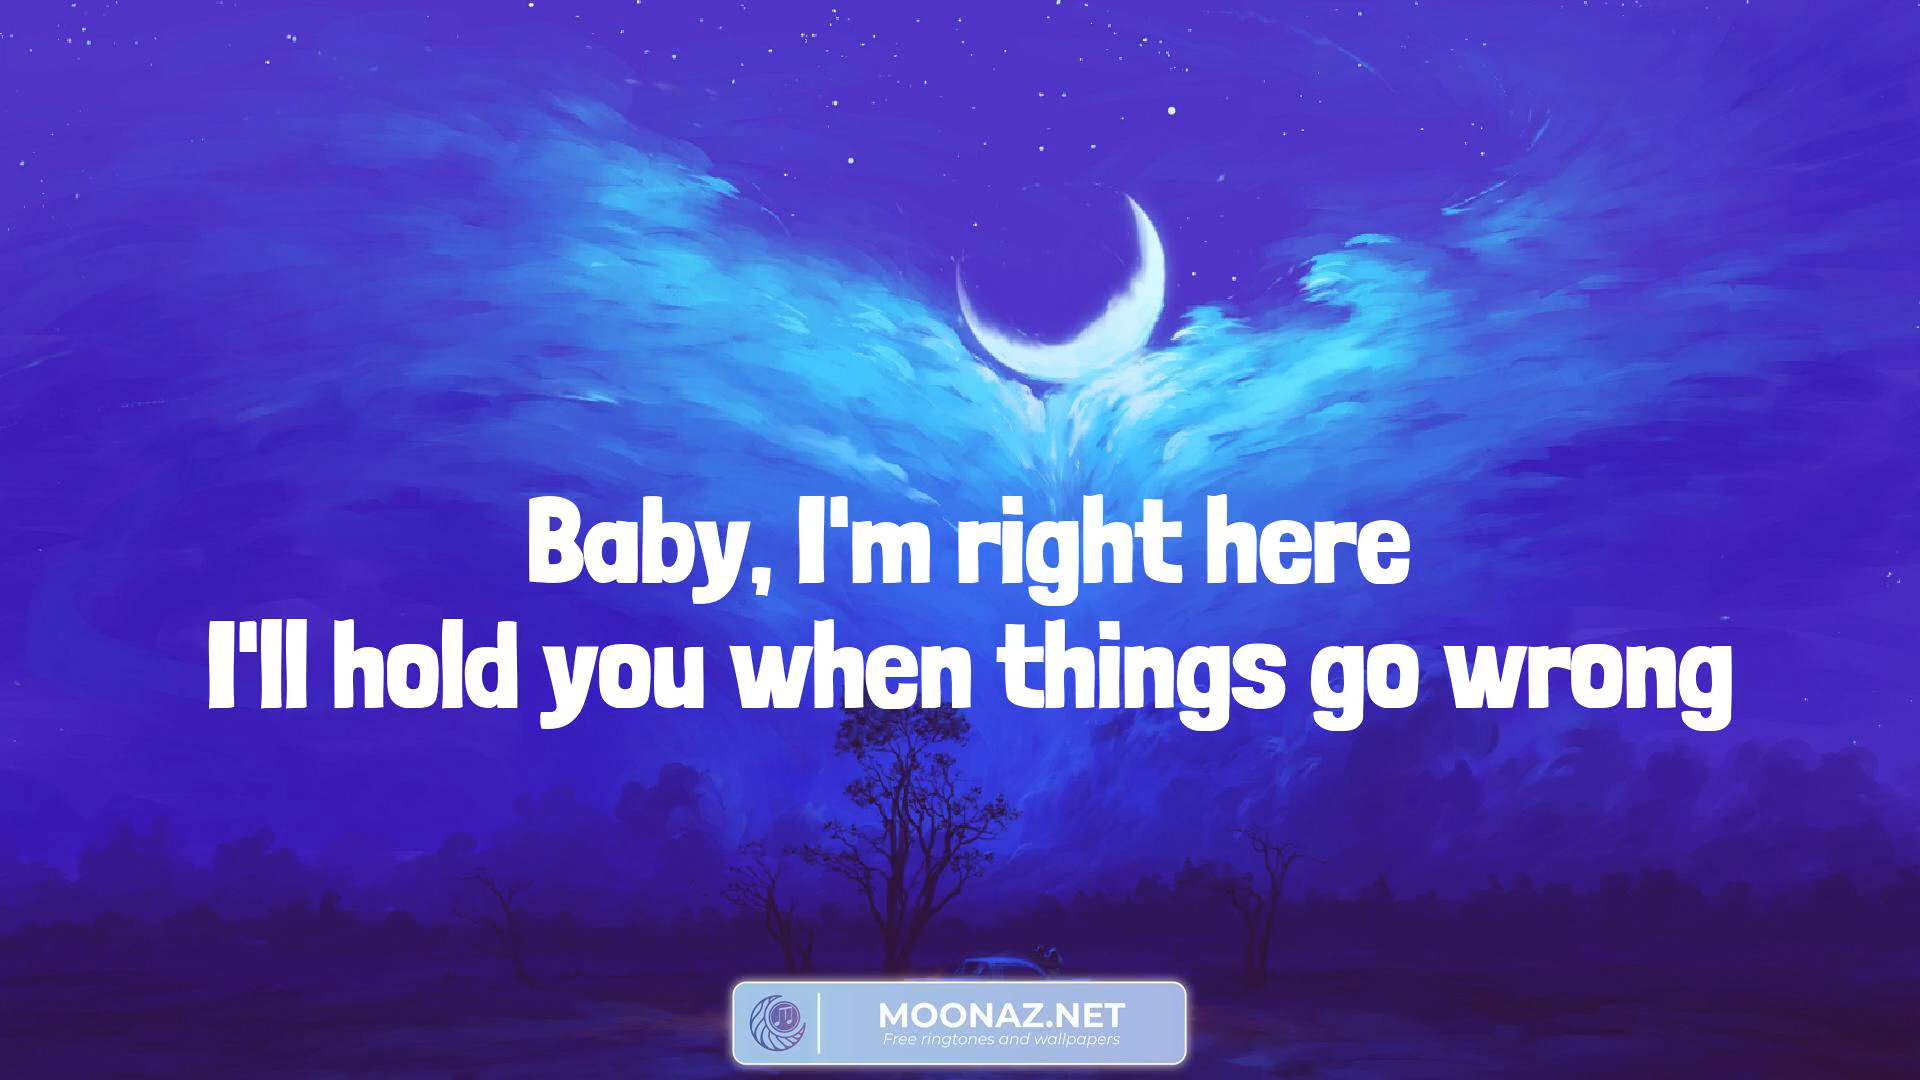 Baby, I'm right here
I'll hold you when things go wrong
MOONAZ.NET
Free ringtones and wallpapers